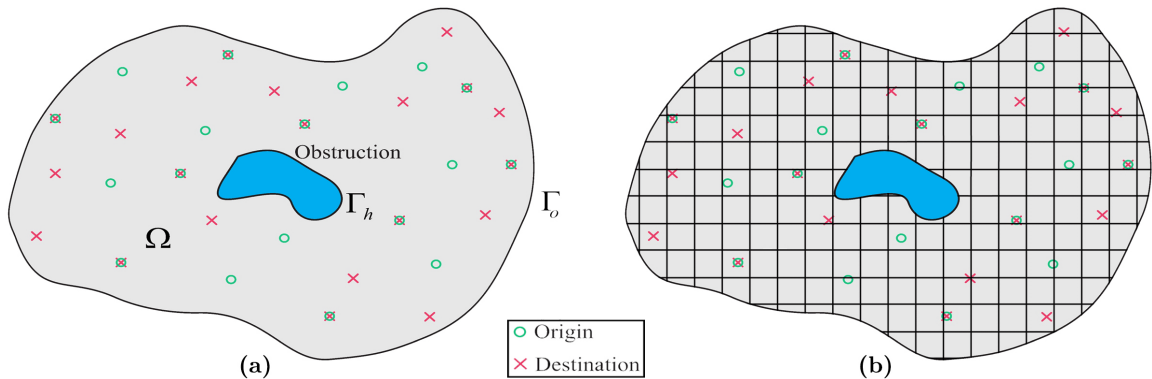 Obstruction
Γh
Γo
Ω
Origin
Destination
(a)
(b)